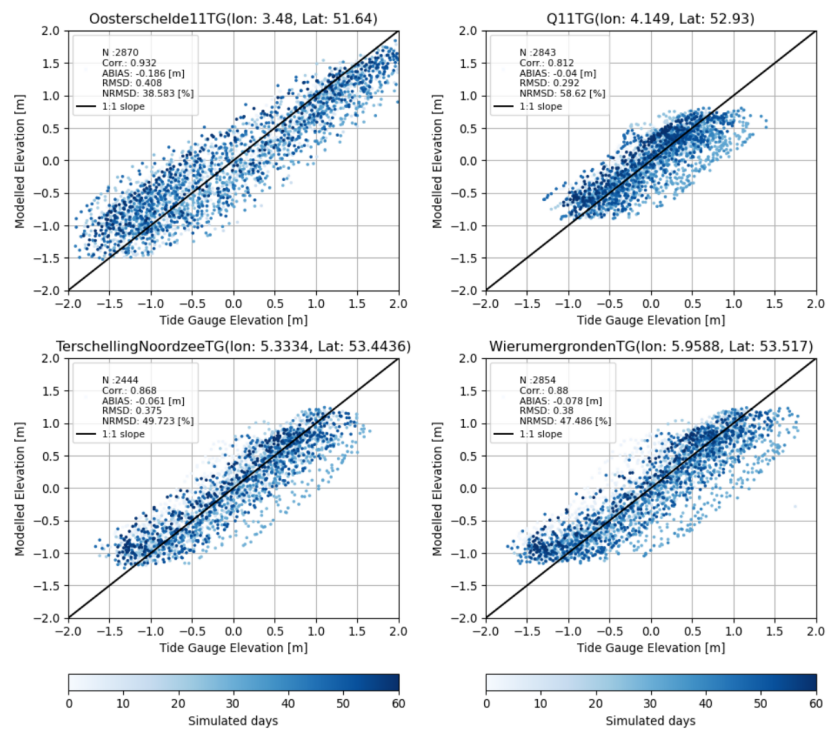 Oosterschelde11TG(lon: 3.48, Lat: 51.64)
N :2870
Corr.: 0.932
ABIAS: -0.186 [m]
RMSD: 0.408
NRMSD: 38.583 [%]
1:1 slope
2.0
1.5
1.0
0.5
0.0
−0.5
−1.0
−1.5
−2.0
Modelled Elevation [m]
−2.0 −1.5 −1.0 −0.5 0.0 0.5 1.0 1.5 2.0
Tide Gauge Elevation [m]
Q11TG(lon: 4.149, Lat: 52.93)
N :2843
Corr.: 0.812
ABIAS: -0.04 [m]
RMSD: 0.292
NRMSD: 58.62 [%]
1:1 slope
2.0
1.5
1.0
0.5
0.0
−0.5
−1.0
−1.5
−2.0
Modelled Elevation [m]
−2.0 −1.5 −1.0 −0.5 0.0 0.5 1.0 1.5 2.0
Tide Gauge Elevation [m]
TerschellingNoordzeeTG(lon: 5.3334, Lat: 53.4436)
N :2444
Corr.: 0.868
ABIAS: -0.061 [m]
RMSD: 0.375
NRMSD: 49.723 [%]
1:1 slope
2.0
1.5
1.0
0.5
0.0
−0.5
−1.0
−1.5
−2.0
Modelled Elevation [m]
−2.0 −1.5 −1.0 −0.5 0.0 0.5 1.0 1.5 2.0
Tide Gauge Elevation [m]
WierumergrondenTG(lon: 5.9588, Lat: 53.517)
N :2854
Corr.: 0.88
ABIAS: -0.078 [m]
RMSD: 0.38
NRMSD: 47.486 [%]
1:1 slope
2.0
1.5
1.0
0.5
0.0
−0.5
−1.0
−1.5
−2.0
Modelled Elevation [m]
−2.0 −1.5 −1.0 −0.5 0.0 0.5 1.0 1.5 2.0
Tide Gauge Elevation [m]
0 10 20 30 40 50 60
Simulated days
0 10 20 30 40 50 60
Simulated days